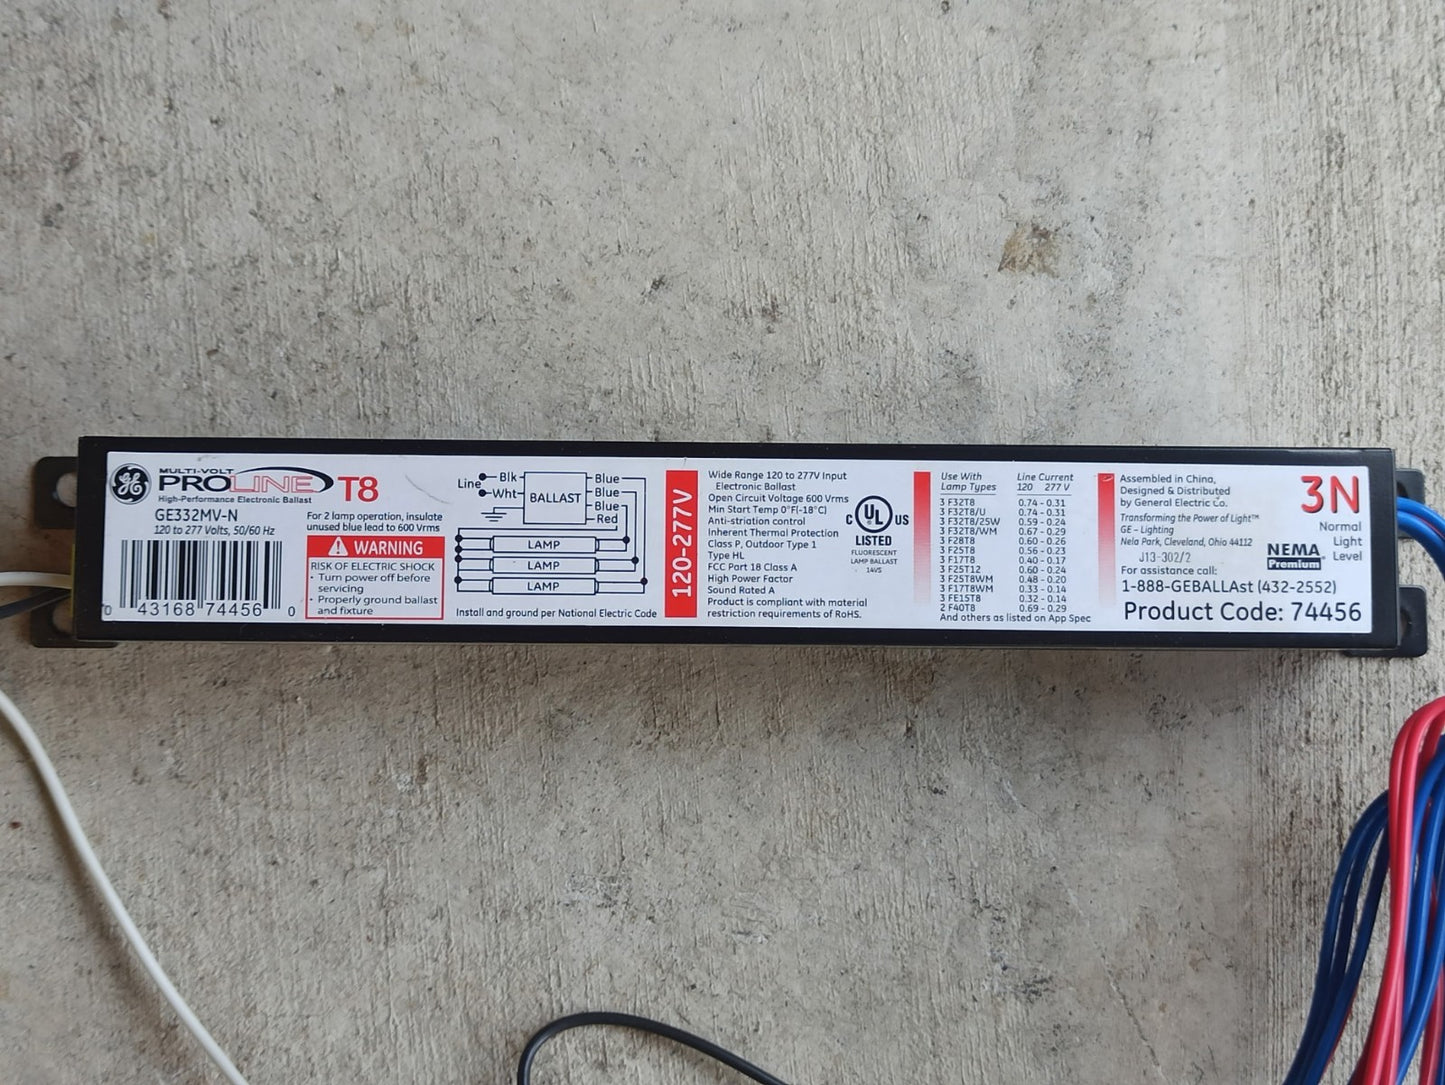 GE
MULTI-VOLT
PROLINE T8
High-Performance Electronic Ballast
GE332MV-N
120 to 277 Volts, 50/60 Hz
0 43168 74456 0
For 2 lamp operation, insulate
unused blue lead to 600 Vrms
WARNING
RISK OF ELECTRIC SHOCK
• Turn power off before
servicing
• Properly ground ballast
and fixture
Line
Blk
Wht
BALLAST
Blue
Blue
Blue
Red
LAMP
LAMP
LAMP
Install and ground per National Electric Code
120-277V
Wide Range 120 to 277V Input
Electronic Ballast
Open Circuit Voltage 600 Vrms
Min Start Temp 0°F(-18°C)
Anti-striation control
Inherent Thermal Protection
Class P, Outdoor Type 1
Type HL
FCC Part 18 Class A
High Power Factor
Sound Rated A
Product is compliant with material
restriction requirements of RoHS.
C UL US
LISTED
FLUORESCENT
LAMP BALLAST
14V5
Use With Line Current
Lamp Types 120 277 V
3 F32T8 0.74 - 0.31
3 F32T8/U 0.74 - 0.31
3 F32T8/25W 0.59 - 0.24
3 F32T8/WM 0.67 - 0.29
3 F28T8 0.60 - 0.26
3 F25T8 0.56 - 0.23
3 F17T8 0.40 - 0.17
3 F25T12 0.60 - 0.24
3 F25T8WM 0.48 - 0.20
3 F17T8WM 0.33 - 0.14
3 FE15T8 0.32 - 0.14
2 F40T8 0.69 - 0.29
And others as listed on App Spec
Assembled in China,
Designed & Distributed
by General Electric Co.
Transforming the Power of Light™
GE - Lighting
Nela Park, Cleveland, Ohio 44112
J13-302/2
For assistance call:
1-888-GEBALLAst (432-2552)
Product Code: 74456
3N
Normal
Light
Level
NEMA
Premium